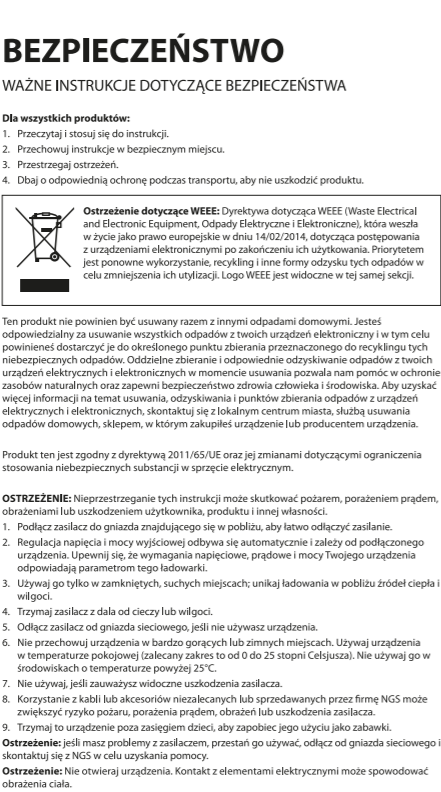 BEZPIECZEŃSTWO
WAŻNE INSTRUKCJE DOTYCZĄCE BEZPIECZEŃSTWA
Dla wszystkich produktów:
1. Przeczytaj i stosuj się do instrukcji.
2. Przechowuj instrukcje w bezpiecznym miejscu.
3. Przestrzegaj ostrzeżeń.
4. Dbaj o odpowiednią ochronę podczas transportu, aby nie uszkodzić produktu.
Ostrzeżenie dotyczące WEEE: Dyrektywa dotycząca WEEE (Waste Electrical
and Electronic Equipment, Odpady Elektryczne i Elektroniczne), która weszła
w życie jako prawo europejskie w dniu 14/02/2014, dotycząca postępowania
z urządzeniami elektronicznymi po zakończeniu ich użytkowania. Priorytetem
jest ponowne wykorzystanie, recykling i inne formy odzysku tych odpadów w
celu zmniejszenia ich utylizacji. Logo WEEE jest widoczne w tej samej sekcji.
Ten produkt nie powinien być usuwany razem z innymi odpadami domowymi. Jesteś
odpowiedzialny za usuwanie wszystkich odpadów z twoich urządzeń elektroniczny i w tym celu
powinieneś dostarczyć je do określonego punktu zbierania przeznaczonego do recyklingu tych
niebezpiecznych odpadów. Oddzielne zbieranie i odpowiednie odzyskiwanie odpadów z twoich
urządzeń elektrycznych i elektronicznych w momencie usuwania pozwala nam pomóc w ochronie
zasobów naturalnych oraz zapewni bezpieczeństwo zdrowia człowieka i środowiska. Aby uzyskać
więcej informacji na temat usuwania, odzyskiwania i punktów zbierania odpadów z urządzeń
elektrycznych i elektronicznych, skontaktuj się z lokalnym centrum miasta, służbą usuwania
odpadów domowych, sklepem, w którym zakupiłeś urządzenie lub producentem urządzenia.
Produkt ten jest zgodny z dyrektywą 2011/65/UE oraz jej zmianami dotyczącymi ograniczenia
stosowania niebezpiecznych substancji w sprzęcie elektrycznym.
OSTRZEŻENIE: Nieprzestrzeganie tych instrukcji może skutkować pożarem, porażeniem prądem,
obrażeniami lub uszkodzeniem użytkownika, produktu i innej własności.
1. Podłącz zasilacz do gniazda znajdującego się w pobliżu, aby łatwo odłączyć zasilanie.
2. Regulacja napięcia i mocy wyjściowej odbywa się automatycznie i zależy od podłączonego
urządzenia. Upewnij się, że wymagania napięciowe, prądowe i mocy Twojego urządzenia
odpowiadają parametrom tego ładowarki.
3. Używaj go tylko w zamkniętych, suchych miejscach; unikaj ładowania w pobliżu źródeł ciepła i
wilgoci.
4. Trzymaj zasilacz z dala od cieczy lub wilgoci.
5. Odłącz zasilacz od gniazda sieciowego, jeśli nie używasz urządzenia.
6. Nie przechowuj urządzenia w bardzo gorących lub zimnych miejscach. Używaj urządzenia
w temperaturze pokojowej (zalecany zakres to od 0 do 25 stopni Celsjusza). Nie używaj go w
środowiskach o temperaturze powyżej 25°C.
7. Nie używaj, jeśli zauważysz widoczne uszkodzenia zasilacza.
8. Korzystanie z kabli lub akcesoriów niezalecanych lub sprzedawanych przez firmę NGS może
zwiększyć ryzyko pożaru, porażenia prądem, obrażeń lub uszkodzenia zasilacza.
9. Trzymaj to urządzenie poza zasięgiem dzieci, aby zapobiec jego użyciu jako zabawki.
Ostrzeżenie: jeśli masz problemy z zasilaczem, przestań go używać, odłącz od gniazda sieciowego i
skontaktuj się z NGS w celu uzyskania pomocy.
Ostrzeżenie: Nie otwieraj urządzenia. Kontakt z elementami elektrycznymi może spowodować
obrażenia ciała.